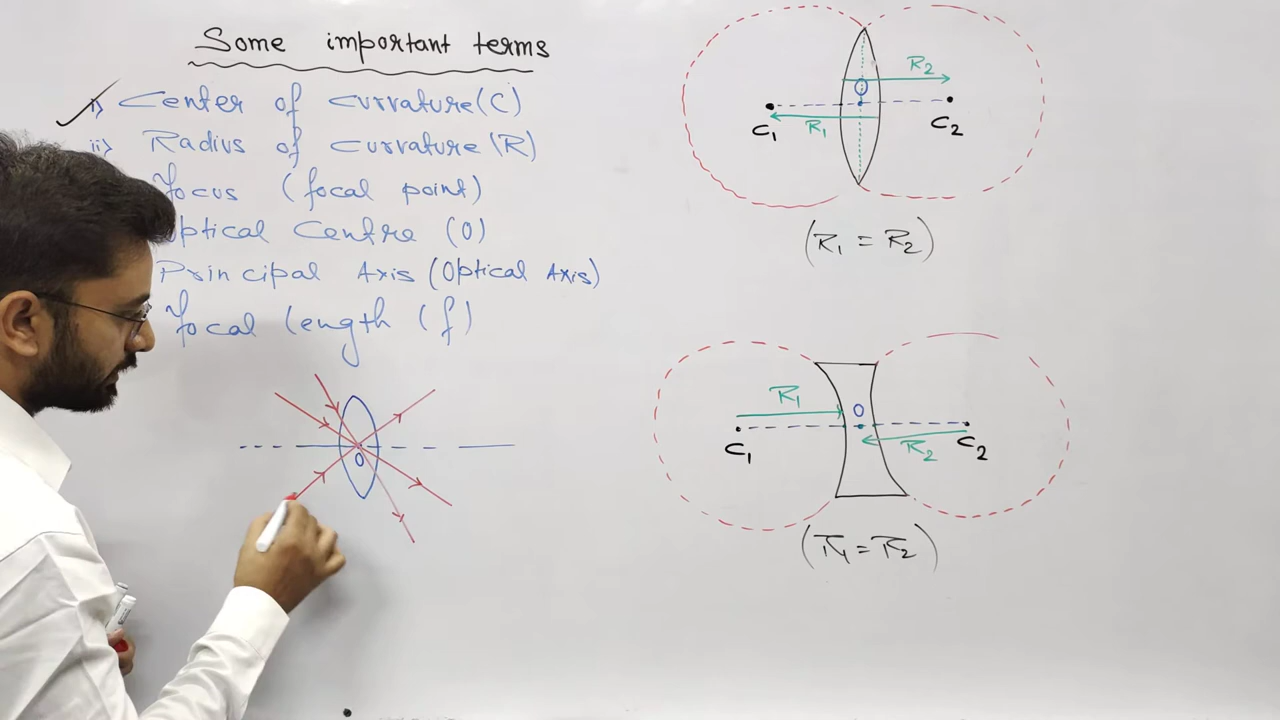 Some important terms
i) Center of curvature (C)
ii) Radius of curvature (R)
focus (focal point)
Optical Centre (O)
Principal Axis (Optical Axis)
focal length (f)
O
R2
O
C1
R1
C2
(R1 = R2)
R1
O
C1
R2
C2
(R1 = R2)